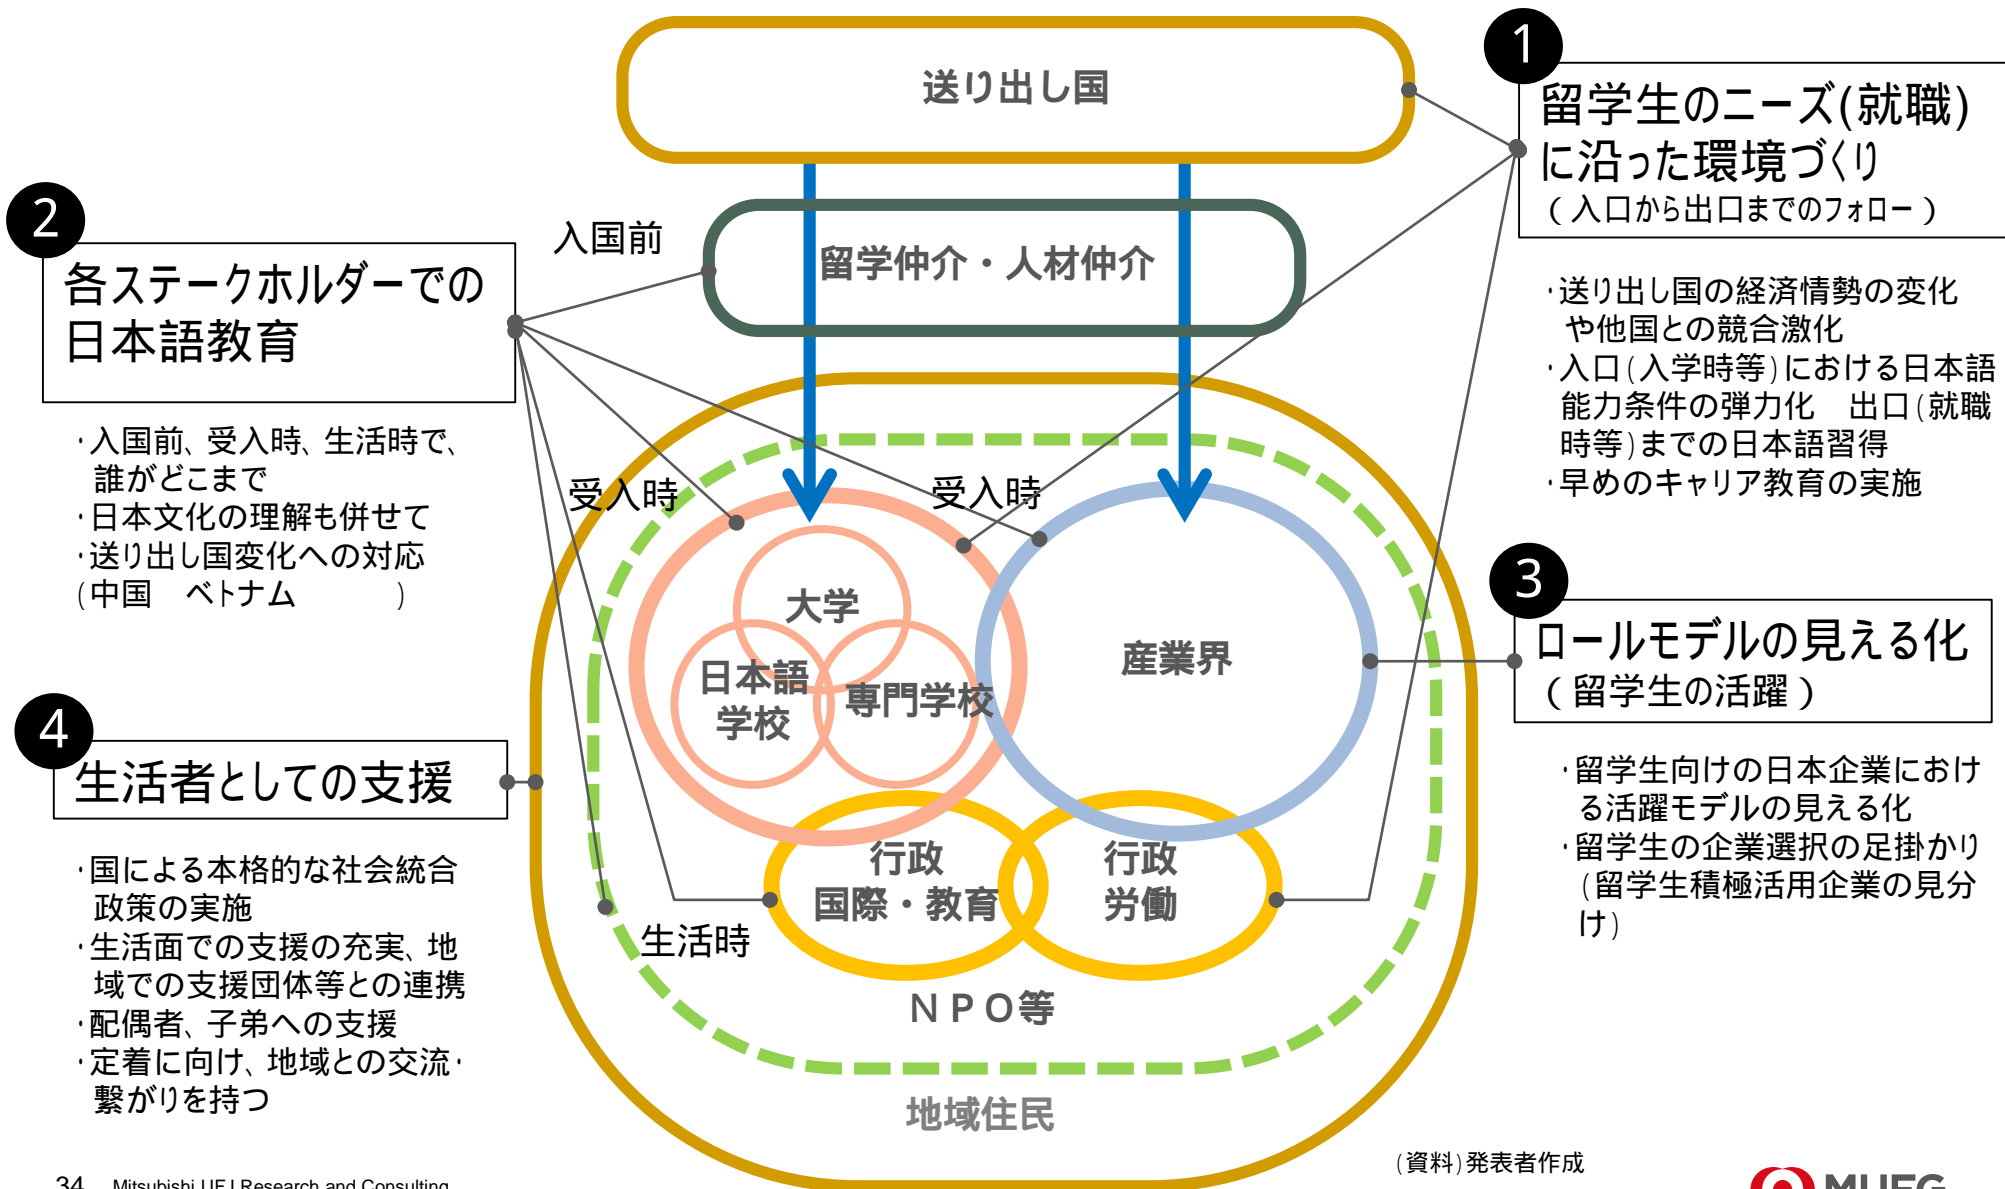 送り出し国
1
留学生のニーズ(就職)
に沿った環境づくり
（入口から出口までのフォロー）
・送り出し国の経済情勢の変化
や他国との競合激化
・入口(入学時等)における日本語
能力条件の弾力化　出口(就職
時等)までの日本語習得
・早めのキャリア教育の実施
2
各ステークホルダーでの
日本語教育
・入国前、受入時、生活時で、
誰がどこまで
・日本文化の理解も併せて
・送り出し国変化への対応
(中国　ベトナム　　　)
入国前
留学仲介・人材仲介
受入時
受入時
大学
日本語
学校
専門学校
産業界
3
ロールモデルの見える化
（留学生の活躍）
・留学生向けの日本企業におけ
る活躍モデルの見える化
・留学生の企業選択の足掛かり
(留学生積極活用企業の見分
け)
4
生活者としての支援
・国による本格的な社会統合
政策の実施
・生活面での支援の充実、地
域での支援団体等との連携
・配偶者、子弟への支援
・定着に向け、地域との交流・
繋がりを持つ
行政
国際・教育
行政
労働
生活時
ＮＰＯ等
地域住民
(資料)発表者作成
34 Mitsubishi UFJ Research and Consulting
MUFG